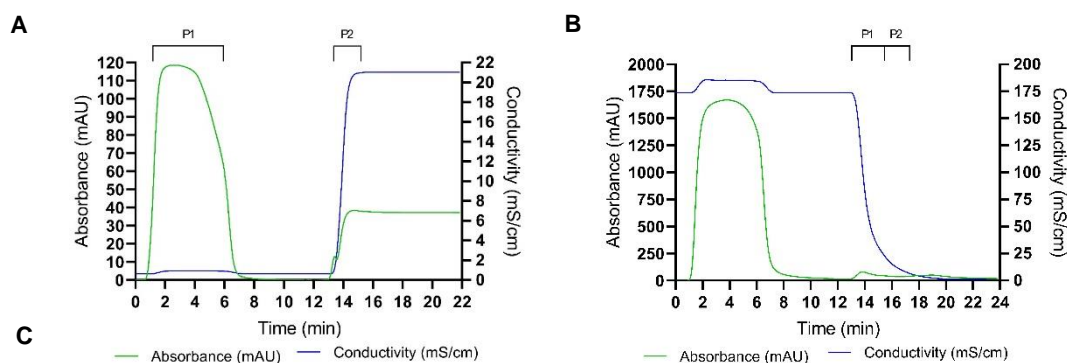 A
P1
P2
120
110
100
90
80
70
60
50
40
30
20
10
0
Absorbance (mAU)
22
20
18
16
14
12
10
8
6
4
2
0
Conductivity (mS/cm)
0 2 4 6 8 10 12 14 16 18 20 22
Time (min)
Absorbance (mAU) Conductivity (mS/cm)
B
P1 P2
2000
1750
1500
1250
1000
750
500
250
0
Absorbance (mAU)
200
175
150
125
100
75
50
25
0
Conductivity (mS/cm)
0 2 4 6 8 10 12 14 16 18 20 22 24
Time (min)
Absorbance (mAU) Conductivity (mS/cm)
C